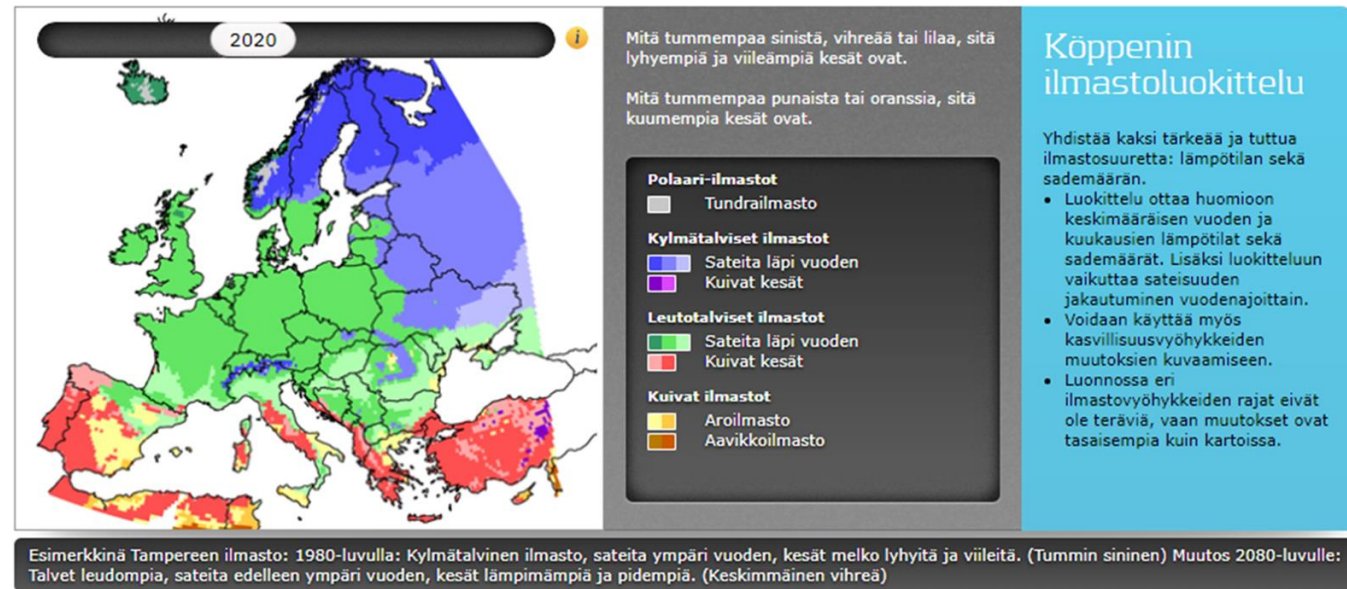 2020
i
Mitä tummempaa sinistä, vihreää tai lilaa, sitä
lyhyempiä ja viileämpiä kesät ovat.
Mitä tummempaa punaista tai oranssia, sitä
kuumempia kesät ovat.
Polaari-ilmastot
Tundrailmasto
Kylmätalviset ilmastot
Sateita läpi vuoden
Kuivat kesät
Leutotalviset ilmastot
Sateita läpi vuoden
Kuivat kesät
Kuivat ilmastot
Aroilmasto
Aavikkoilmasto
Köppenin
ilmastoluokittelu
Yhdistää kaksi tärkeää ja tuttua
ilmastosuuretta: lämpötilan sekä
sademäärän.
• Luokittelu ottaa huomioon
keskimääräisen vuoden ja
kuukausien lämpötilat sekä
sademäärät. Lisäksi luokitteluun
vaikuttaa sateisuuden
jakautuminen vuodenajoittain.
• Voidaan käyttää myös
kasvillisuusvyöhykkeiden
muutoksien kuvaamiseen.
• Luonnossa eri
ilmastovyöhykkeiden rajat eivät
ole teräviä, vaan muutokset ovat
tasaisempia kuin kartoissa.
Esimerkkinä Tampereen ilmasto: 1980-luvulla: Kylmätalvinen ilmasto, sateita ympäri vuoden, kesät melko lyhyitä ja viileitä. (Tummin sininen) Muutos 2080-luvulle:
Talvet leudompia, sateita edelleen ympäri vuoden, kesät lämpimämpiä ja pidempiä. (Keskimmäinen vihreä)